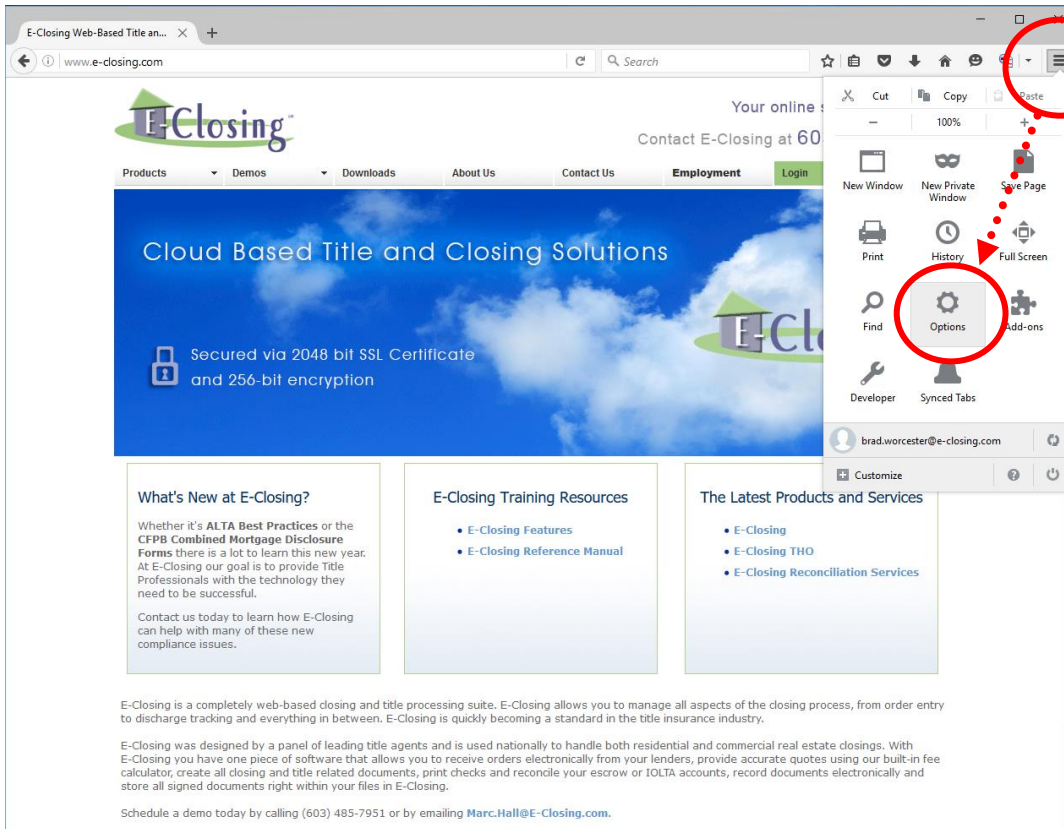 E-Closing Web-Based Title an...
www.e-closing.com
Search
Cut Copy Paste
100%
New Window New Private Window Save Page
Print History Full Screen
Find Options Add-ons
Developer Synced Tabs
brad.worcester@e-closing.com
Customize
E-Closing™
Your online s
Contact E-Closing at 60
Products Demos Downloads About Us Contact Us Employment Login
Cloud Based Title and Closing Solutions
E-Cl
Secured via 2048 bit SSL Certificate
and 256-bit encryption
What's New at E-Closing?
Whether it's ALTA Best Practices or the
CFPB Combined Mortgage Disclosure
Forms there is a lot to learn this new year.
At E-Closing our goal is to provide Title
Professionals with the technology they
need to be successful.
Contact us today to learn how E-Closing
can help with many of these new
compliance issues.
E-Closing Training Resources
• E-Closing Features
• E-Closing Reference Manual
The Latest Products and Services
• E-Closing
• E-Closing THO
• E-Closing Reconciliation Services
E-Closing is a completely web-based closing and title processing suite. E-Closing allows you to manage all aspects of the closing process, from order entry
to discharge tracking and everything in between. E-Closing is quickly becoming a standard in the title insurance industry.
E-Closing was designed by a panel of leading title agents and is used nationally to handle both residential and commercial real estate closings. With
E-Closing you have one piece of software that allows you to receive orders electronically from your lenders, provide accurate quotes using our built-in fee
calculator, create all closing and title related documents, print checks and reconcile your escrow or IOLTA accounts, record documents electronically and
store all signed documents right within your files in E-Closing.
Schedule a demo today by calling (603) 485-7951 or by emailing Marc.Hall@E-Closing.com.